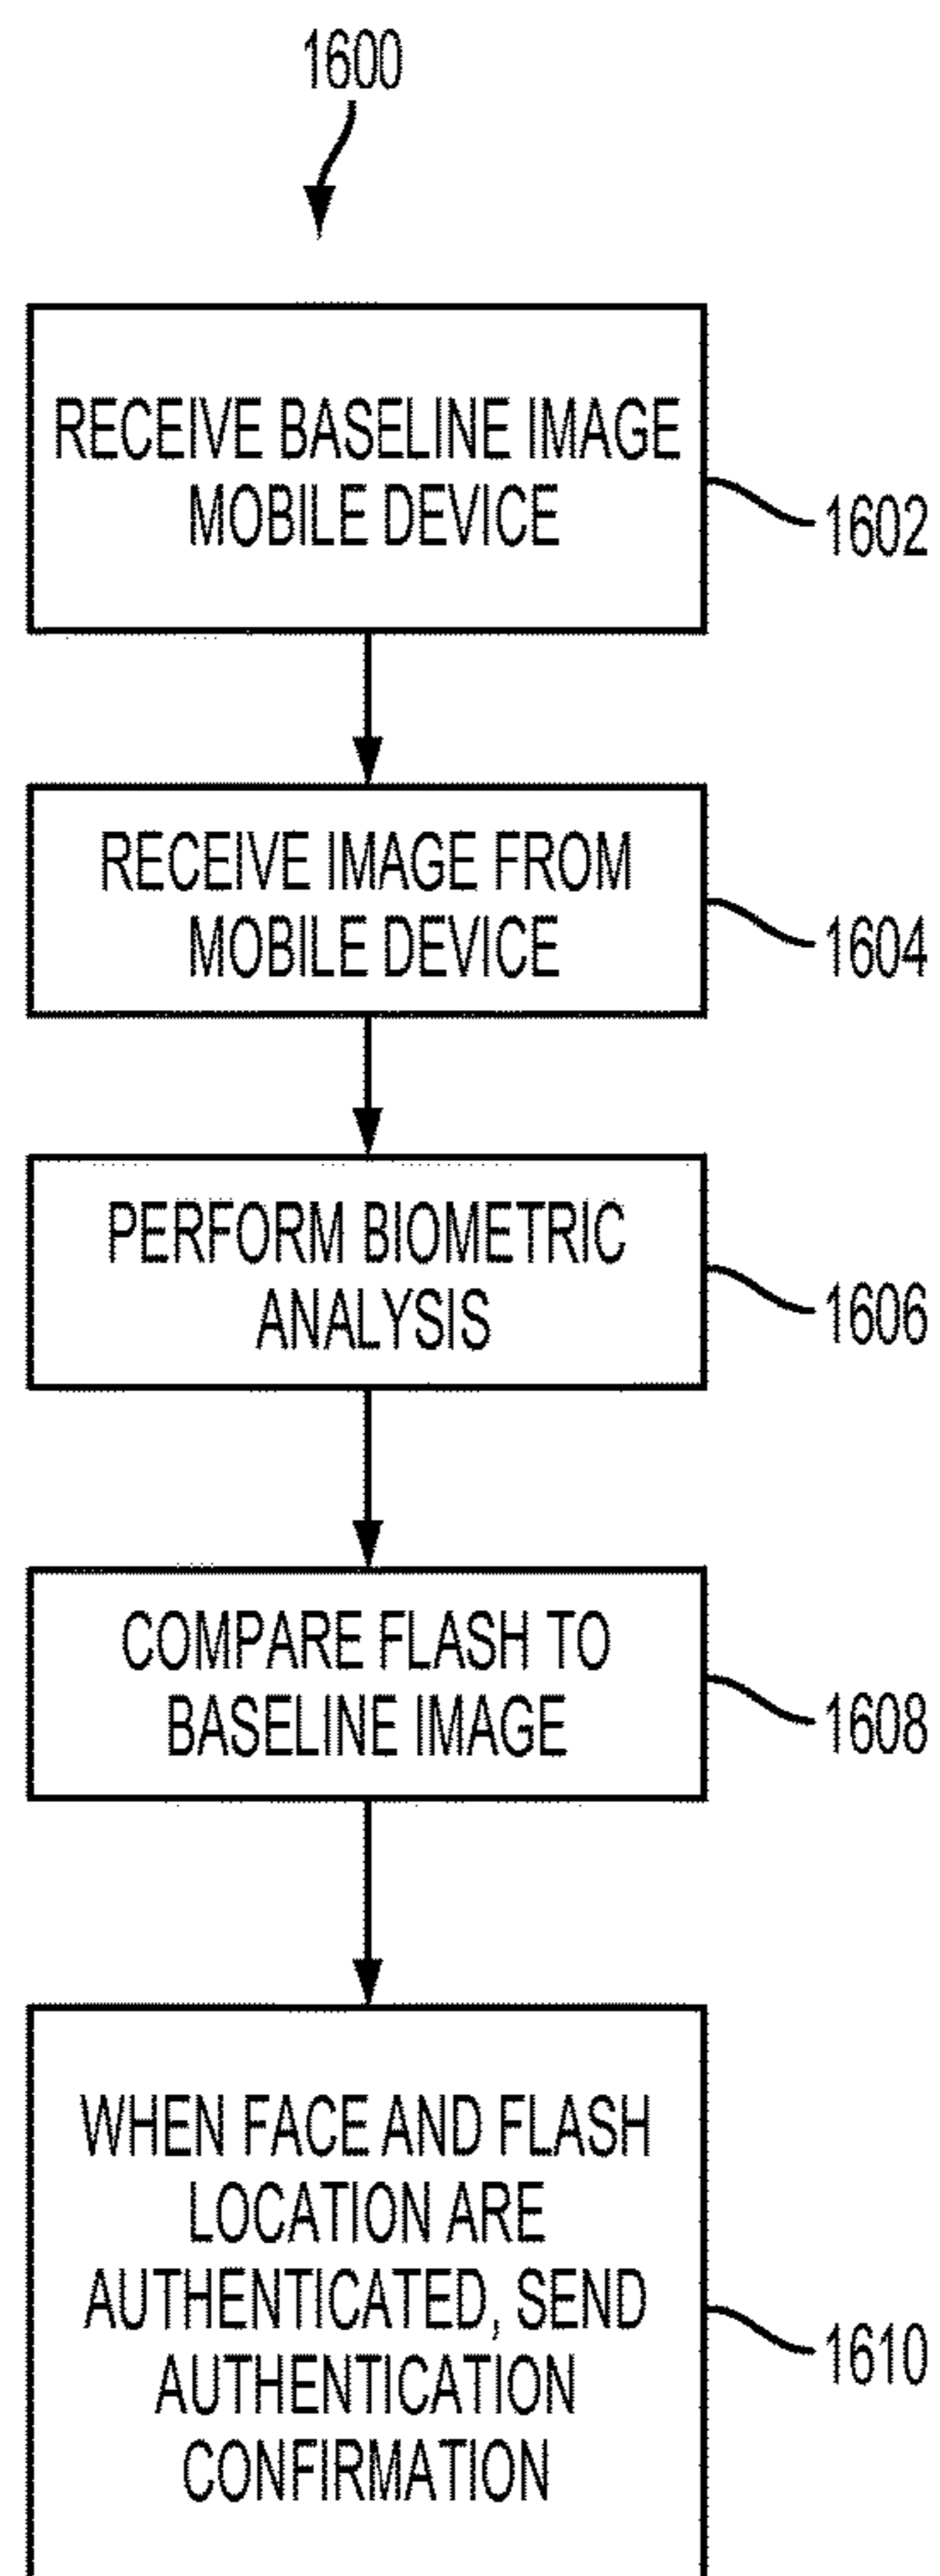 1600
RECEIVE BASELINE IMAGE
MOBILE DEVICE
1602
RECEIVE IMAGE FROM
MOBILE DEVICE
1604
PERFORM BIOMETRIC
ANALYSIS
1606
COMPARE FLASH TO
BASELINE IMAGE
1608
WHEN FACE AND FLASH
LOCATION ARE
AUTHENTICATED, SEND
AUTHENTICATION
CONFIRMATION
1610